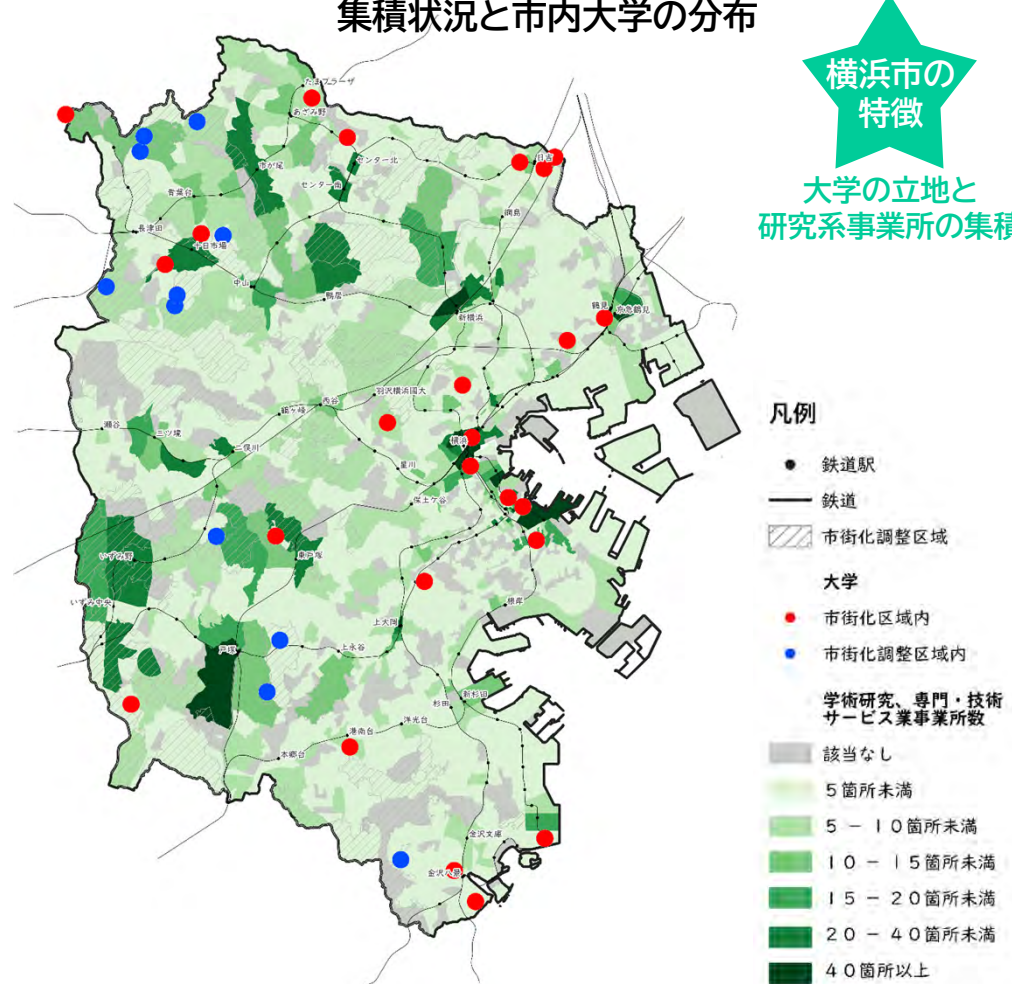 集積状況と市内大学の分布
横浜市の
特徴
大学の立地と
研究系事業所の集積
たまプラーザ
あざみ野
センター北
日吉
市が尾
センター南
青葉台
綱島
長津田
十日市場
中山
鴨居
新横浜
鶴見
京急鶴見
羽沢横浜国大
西谷
鶴ヶ峰
瀬谷
三ツ境
二俣川
横浜
星川
保土ケ谷
いずみ野
東戸塚
いずみ中央
根岸
上大岡
戸塚
上永谷
新杉田
杉田
洋光台
港南台
本郷台
金沢文庫
金沢八景
凡例
鉄道駅
鉄道
市街化調整区域
大学
市街化区域内
市街化調整区域内
学術研究、専門・技術
サービス業事業所数
該当なし
5箇所未満
5－10箇所未満
10－15箇所未満
15－20箇所未満
20－40箇所未満
40箇所以上